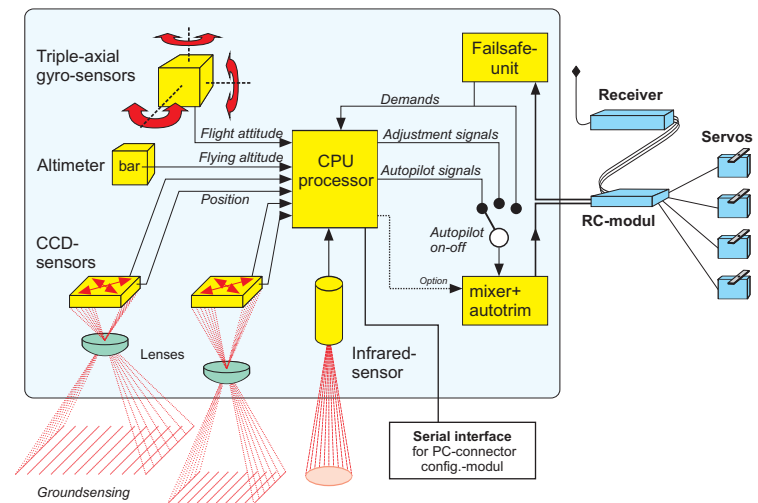 Triple-axial
gyro-sensors
Failsafe-
unit
Receiver
Servos
Demands
Flight attitude
Adjustment signals
Altimeter
bar
Flying altitude
CPU
processor
Autopilot signals
Position
RC-modul
CCD-
sensors
Autopilot
on-off
Option
mixer+
autotrim
Lenses
Infrared-
sensor
Serial interface
for PC-connector
config.-modul
Groundsensing